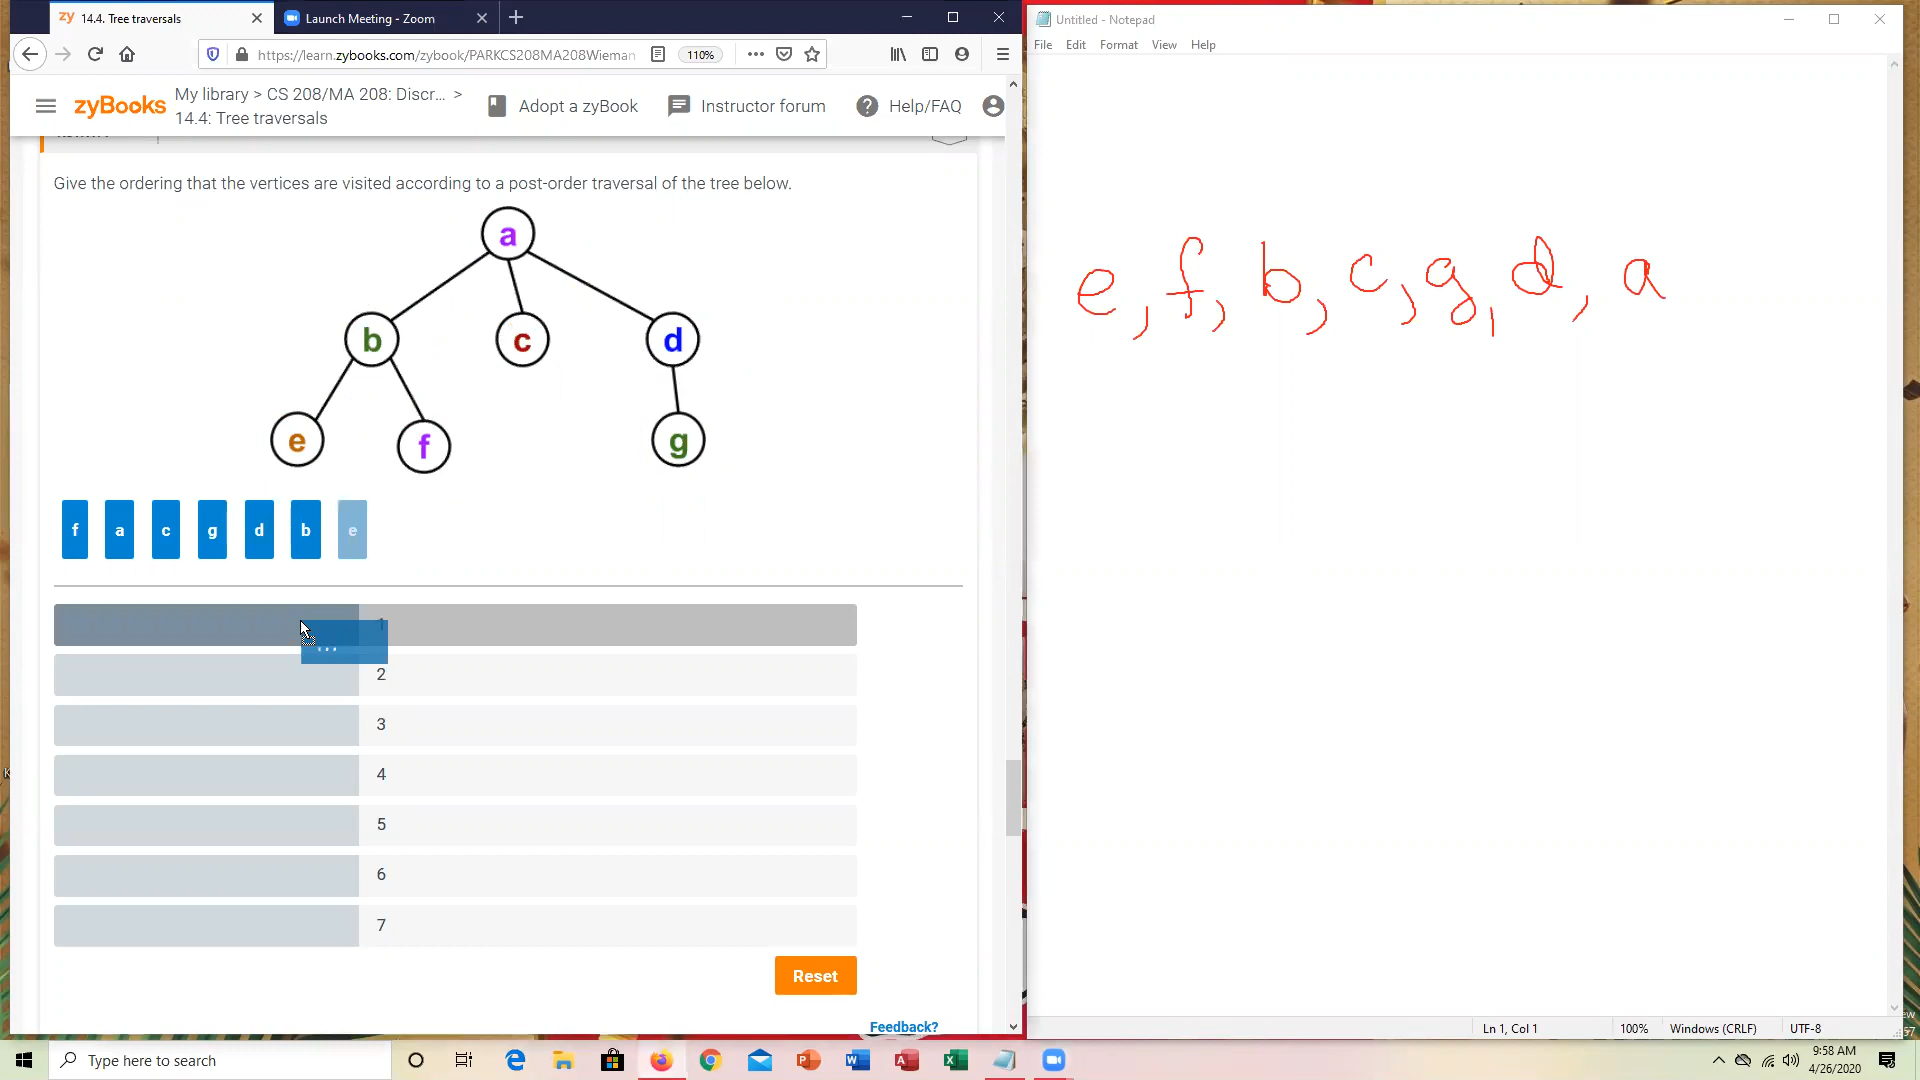 zy 14.4. Tree traversals
Launch Meeting - Zoom
https://learn.zybooks.com/zybook/PARKCS208MA208Wieman
110%
zyBooks
My library > CS 208/MA 208: Discr... >
14.4: Tree traversals
Adopt a zyBook
Instructor forum
Help/FAQ
Give the ordering that the vertices are visited according to a post-order traversal of the tree below.
a
b c d
e f g
f a c g d b e
1
...
2
3
4
5
6
7
Reset
Feedback?
Untitled - Notepad
File Edit Format View Help
e, f, b, c, g, d, a
Ln 1, Col 1 100% Windows (CRLF) UTF-8
Type here to search
9:58 AM
4/26/2020